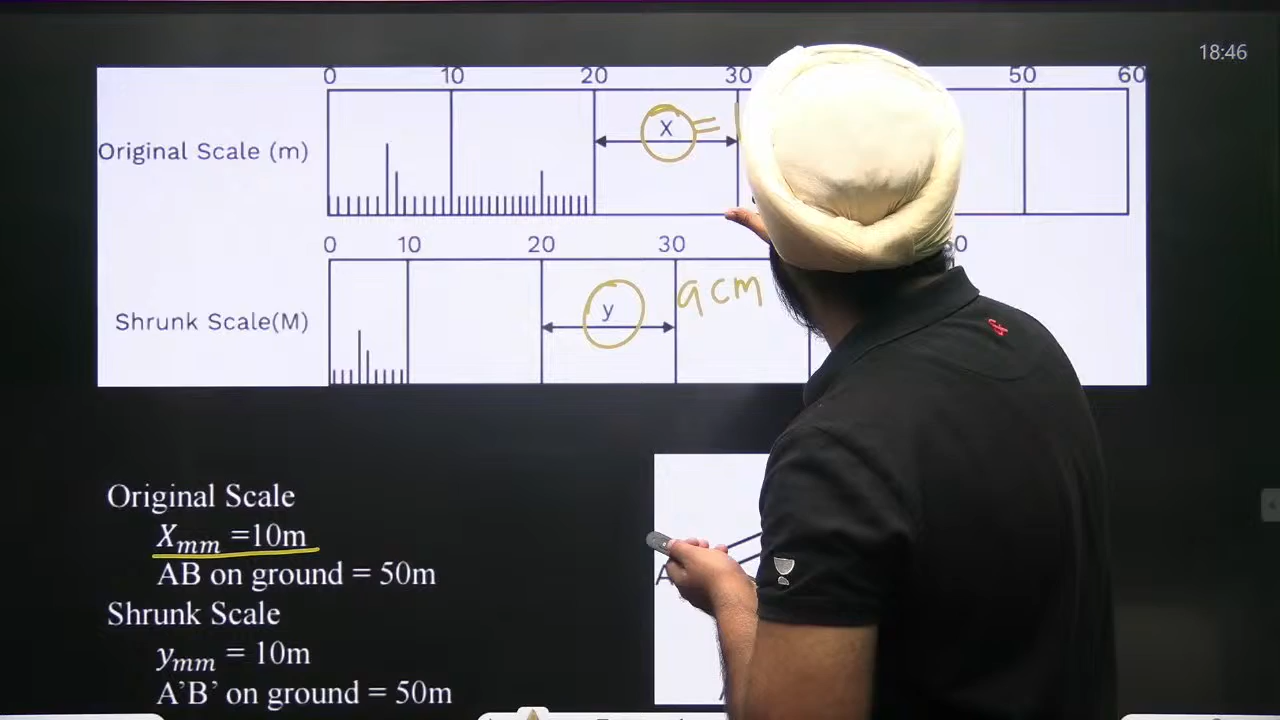 18:46
0 10 20 30 50 60
Original Scale (m)
X =
0 10 20 30
Shrunk Scale(M)
y 9cm
Original Scale
Xmm =10m
AB on ground = 50m
Shrunk Scale
ymm = 10m
A'B' on ground = 50m
A